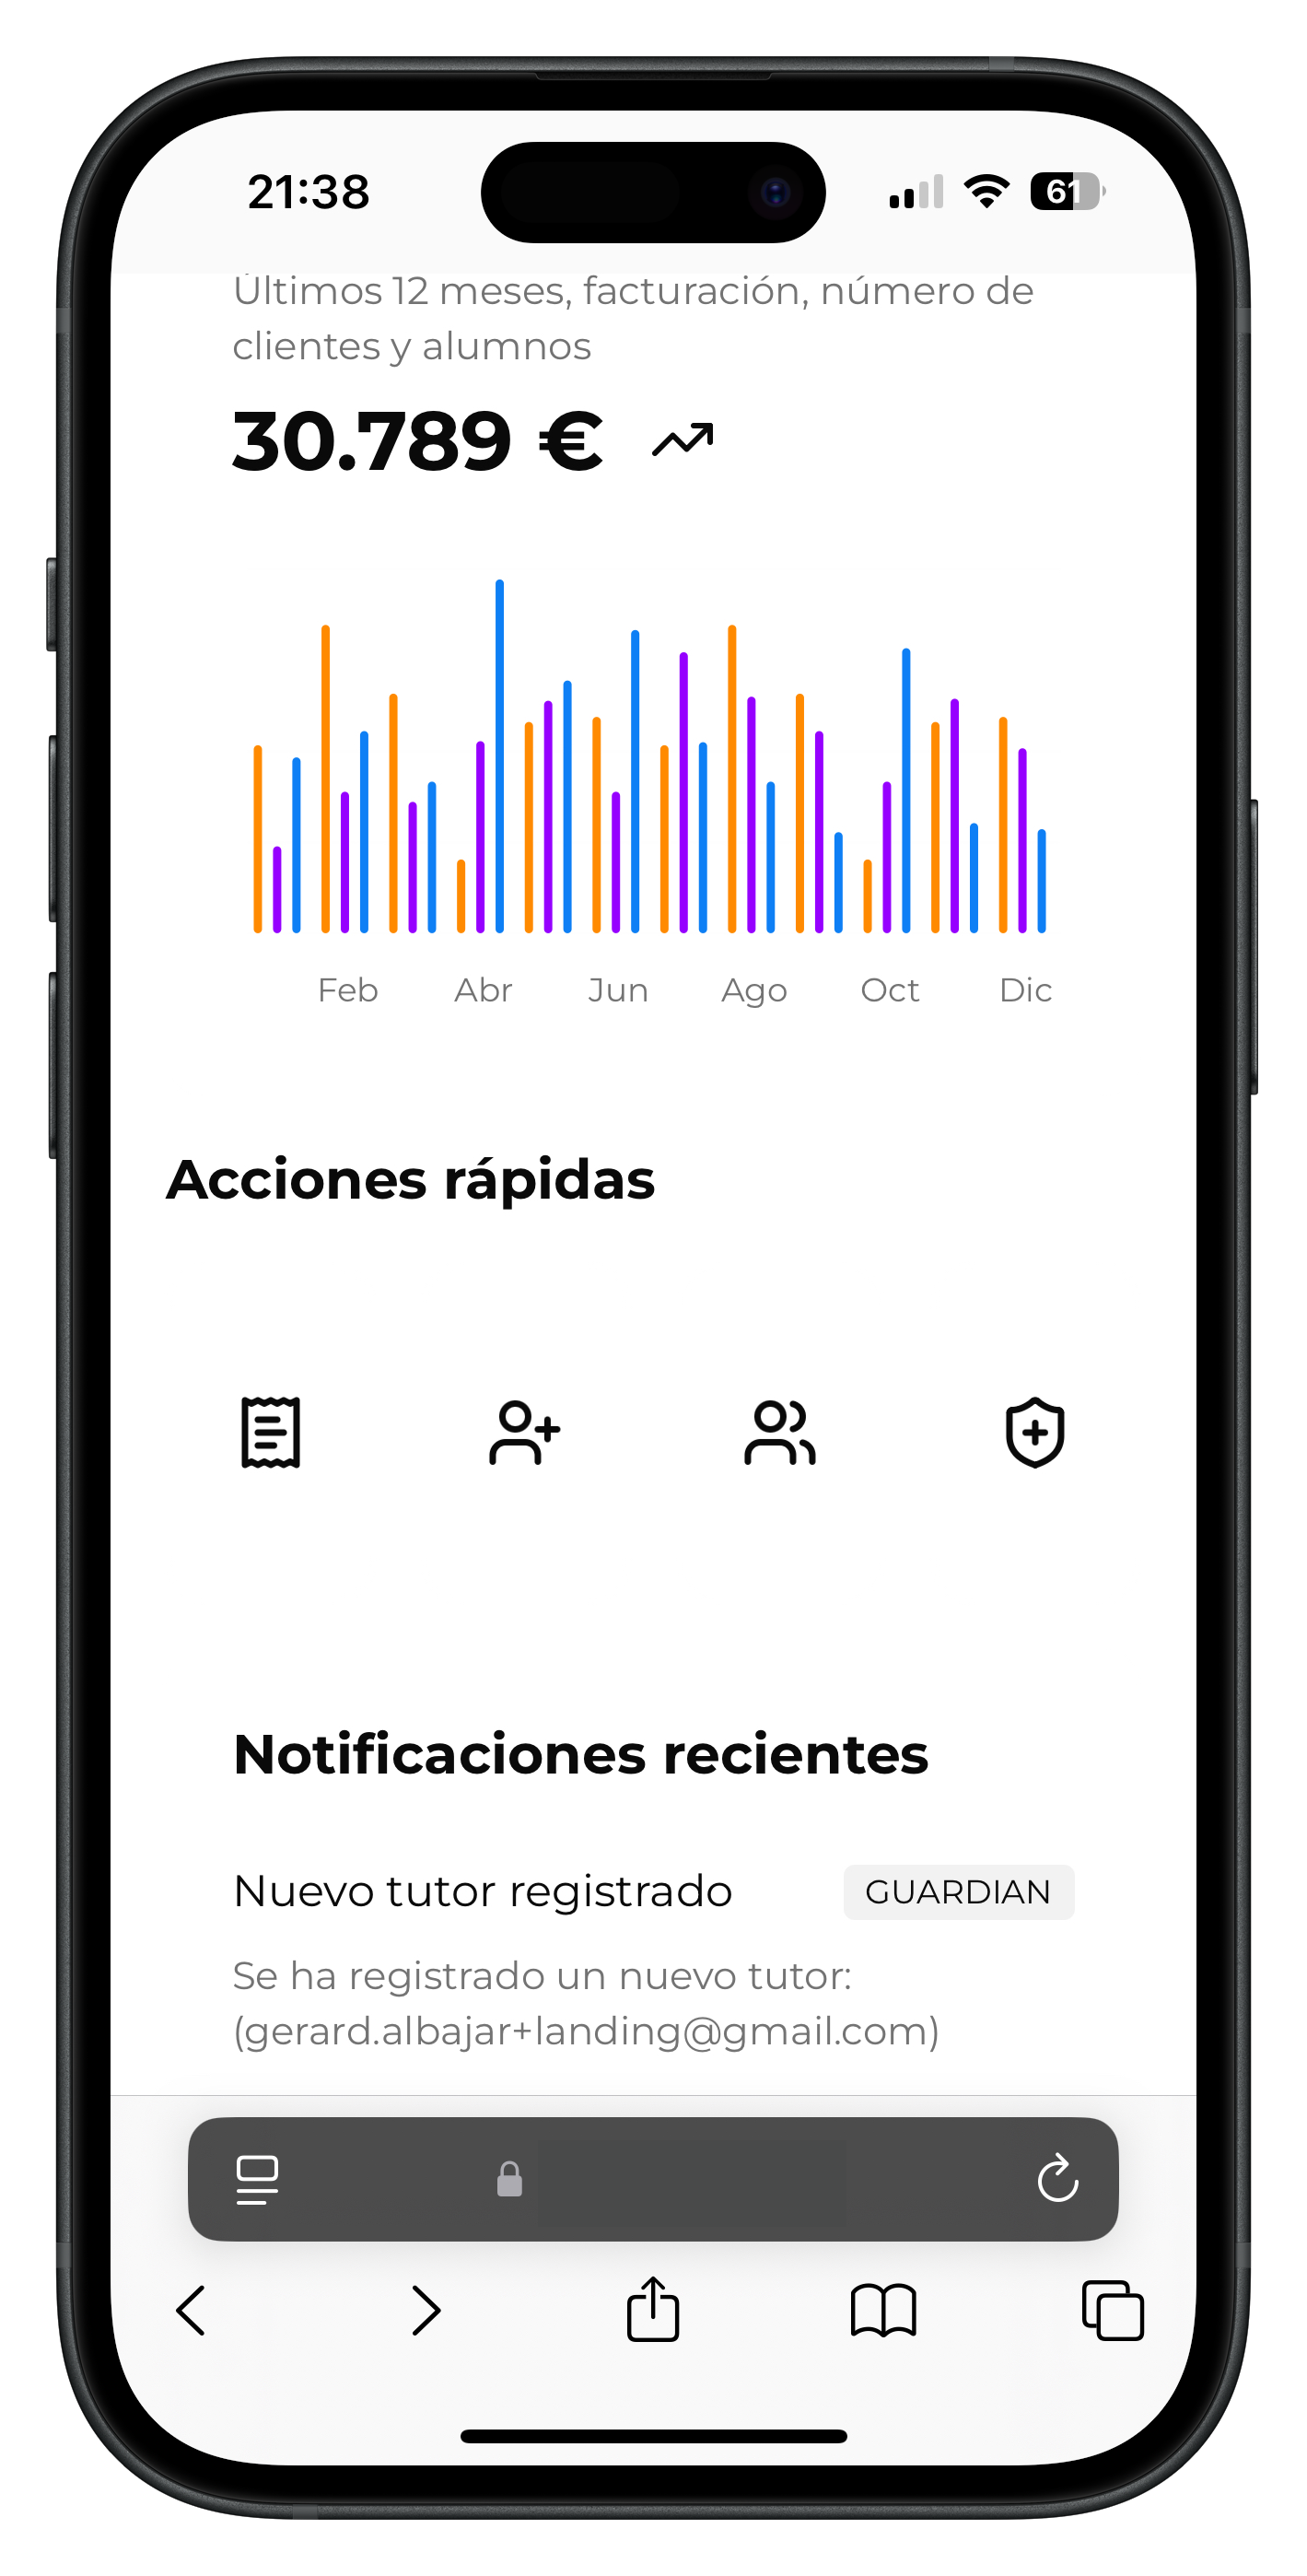 21:38
61
Últimos 12 meses, facturación, número de
clientes y alumnos
30.789 €
Feb Abr Jun Ago Oct Dic
Acciones rápidas
Notificaciones recientes
Nuevo tutor registrado GUARDIAN
Se ha registrado un nuevo tutor:
(gerard.albajar+landing@gmail.com)